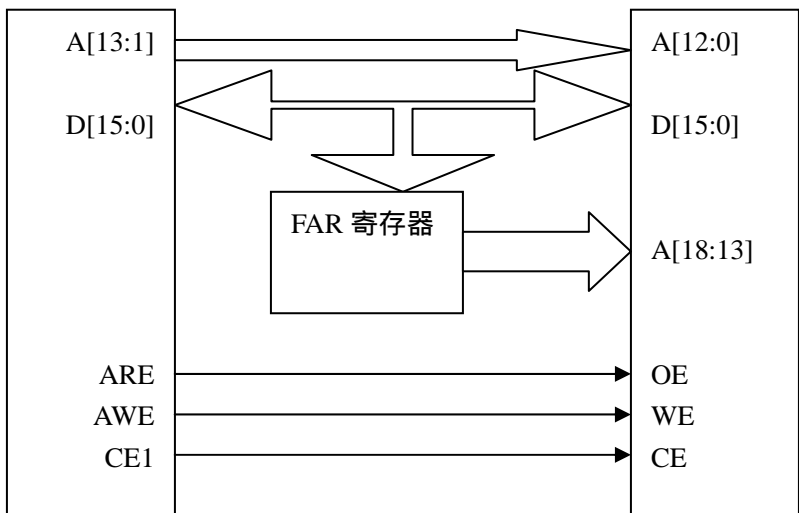 A[13:1]
A[12:0]
D[15:0]
D[15:0]
FAR 寄存器
A[18:13]
ARE
OE
AWE
WE
CE1
CE